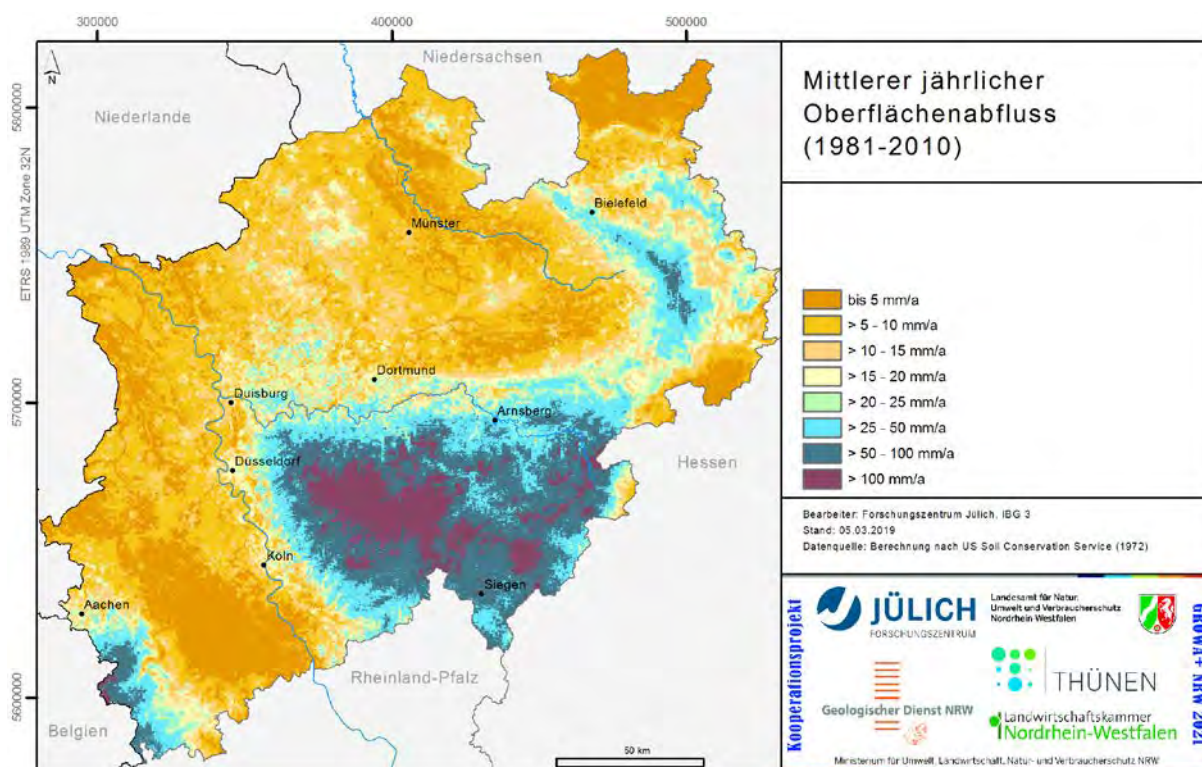 300000
400000
500000
5800000
5700000
5600000
ETRS 1989 UTM Zone 32N
N
Niederlande
Niedersachsen
Bielefeld
Münster
Dortmund
Duisburg
Arnsberg
Düsseldorf
Hessen
Köln
Siegen
Aachen
Rheinland-Pfalz
Belgien
50 km
Mittlerer jährlicher
Oberflächenabfluss
(1981-2010)
bis 5 mm/a
> 5 - 10 mm/a
> 10 - 15 mm/a
> 15 - 20 mm/a
> 20 - 25 mm/a
> 25 - 50 mm/a
> 50 - 100 mm/a
> 100 mm/a
Bearbeiter: Forschungszentrum Jülich, IBG 3
Stand: 05.03.2019
Datenquelle: Berechnung nach US Soil Conservation Service (1972)
Kooperationsprojekt
JÜLICH
FORSCHUNGSZENTRUM
Landesamt für Natur,
Umwelt und Verbraucherschutz
Nordrhein-Westfalen
GROWA+ NRW 2021
THÜNEN
Geologischer Dienst NRW
Landwirtschaftskammer
Nordrhein-Westfalen
Ministerium für Umwelt, Landwirtschaft, Natur- und Verbraucherschutz NRW